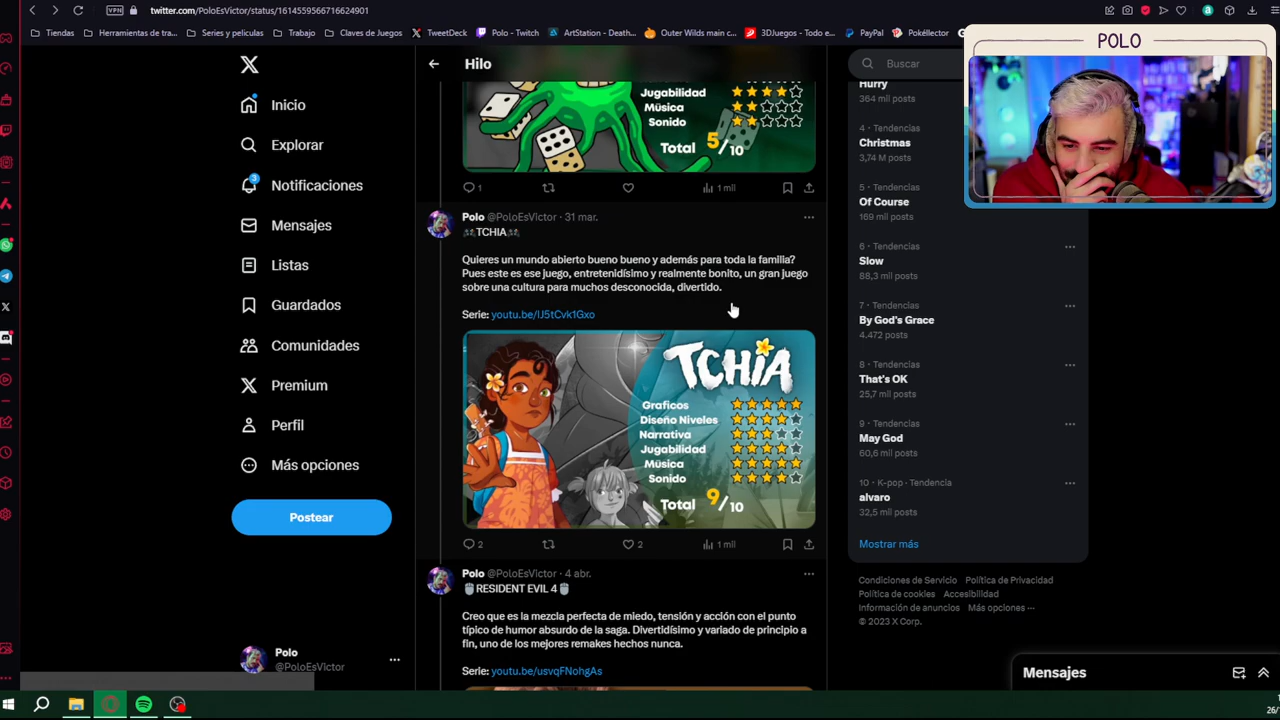 twitter.com/PoloEsVictor/status/1614559566716624901
VPN
Tiendas
Herramientas de tra...
Series y peliculas
Trabajo
Claves de Juegos
TweetDeck
Polo - Twitch
ArtStation - Death...
Outer Wilds main c...
3DJuegos - Todo e...
PayPal
Pokéllector
POLO
Inicio
Explorar
3
Notificaciones
Mensajes
Listas
Guardados
Comunidades
Premium
Perfil
Más opciones
Postear
Polo
@PoloEsVictor
Hilo
Jugabilidad
Música
Sonido
Total 5/10
1
1 mil
Polo @PoloEsVictor · 31 mar.
TCHIA
Quieres un mundo abierto bueno bueno y además para toda la familia?
Pues este es ese juego, entretenidísimo y realmente bonito, un gran juego
sobre una cultura para muchos desconocida, divertido.
Serie: youtu.be/IJ5tCvk1Gxo
TCHIA
Graficos
Diseño Niveles
Narrativa
Jugabilidad
Música
Sonido
Total 9/10
2
2
1 mil
Polo @PoloEsVictor · 4 abr.
RESIDENT EVIL 4
Creo que es la mezcla perfecta de miedo, tensión y acción con el punto
típico de humor absurdo de la saga. Divertidísimo y variado de principio a
fin, uno de los mejores remakes hechos nunca.
Serie: youtu.be/usvqFNohgAs
Buscar
Hurry
364 mil posts
4 · Tendencias
Christmas
3,74 M posts
5 · Tendencias
Of Course
169 mil posts
6 · Tendencias
Slow
88,3 mil posts
7 · Tendencias
By God's Grace
4.472 posts
8 · Tendencias
That's OK
25,7 mil posts
9 · Tendencias
May God
60,6 mil posts
10 · K-pop · Tendencia
alvaro
32,5 mil posts
Mostrar más
Condiciones de Servicio Política de Privacidad
Política de cookies Accesibilidad
Información de anuncios Más opciones ···
© 2023 X Corp.
Mensajes
26/